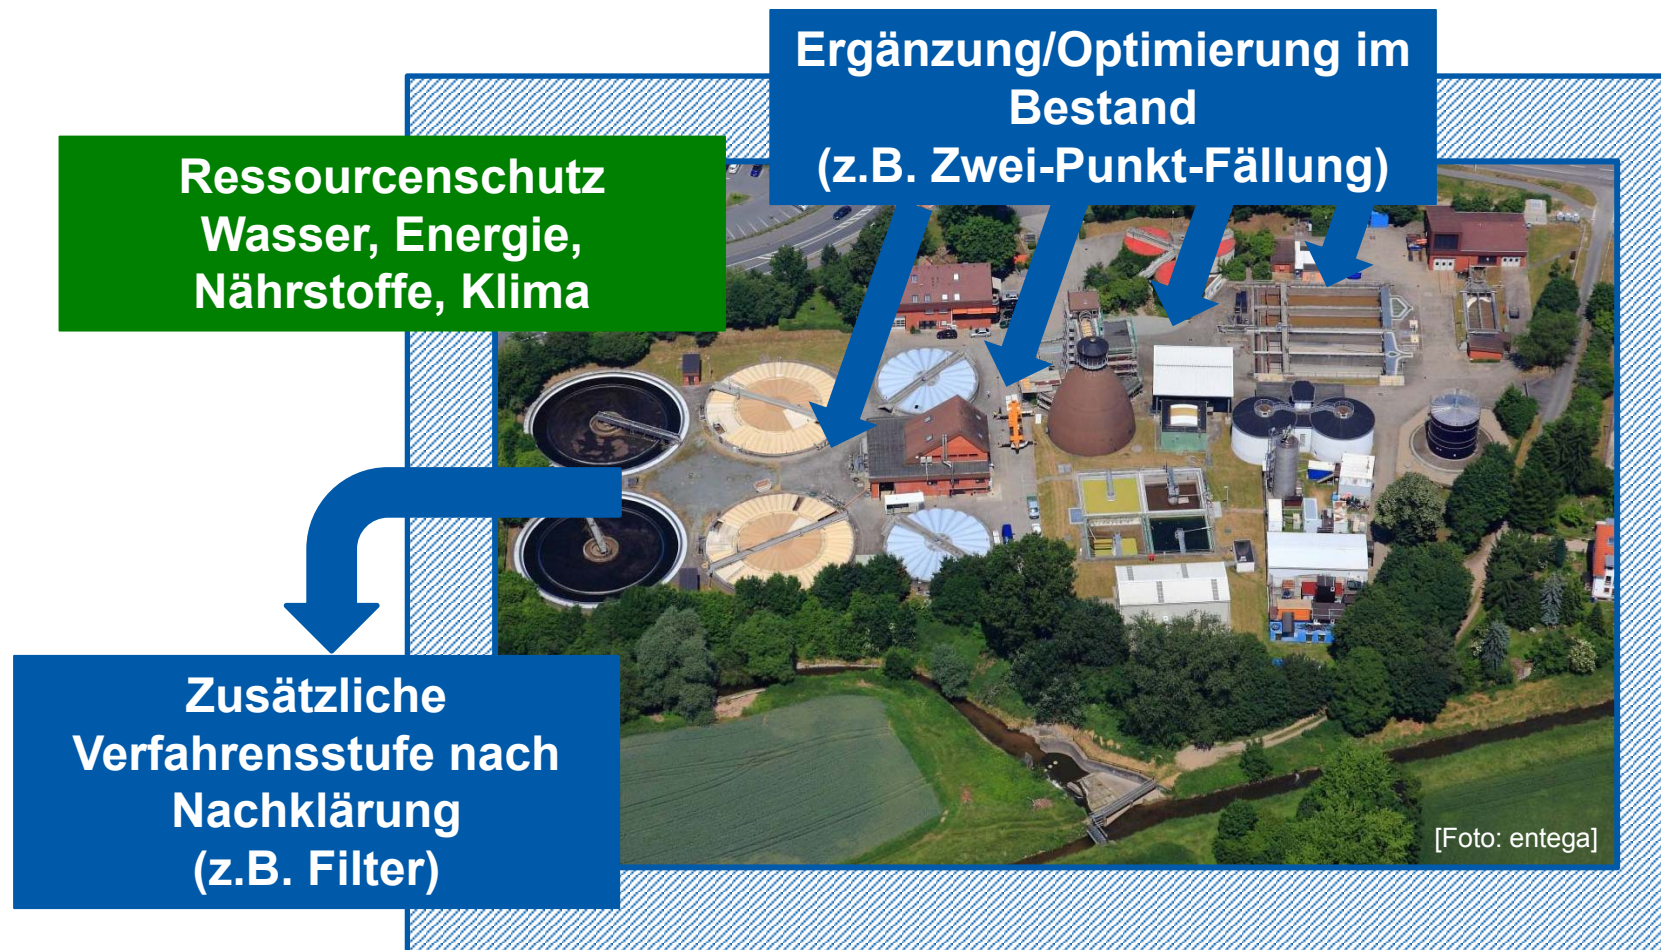 Ergänzung/Optimierung im
Bestand
(z.B. Zwei-Punkt-Fällung)
Ressourcenschutz
Wasser, Energie,
Nährstoffe, Klima
Zusätzliche
Verfahrensstufe nach
Nachklärung
(z.B. Filter)
[Foto: entega]